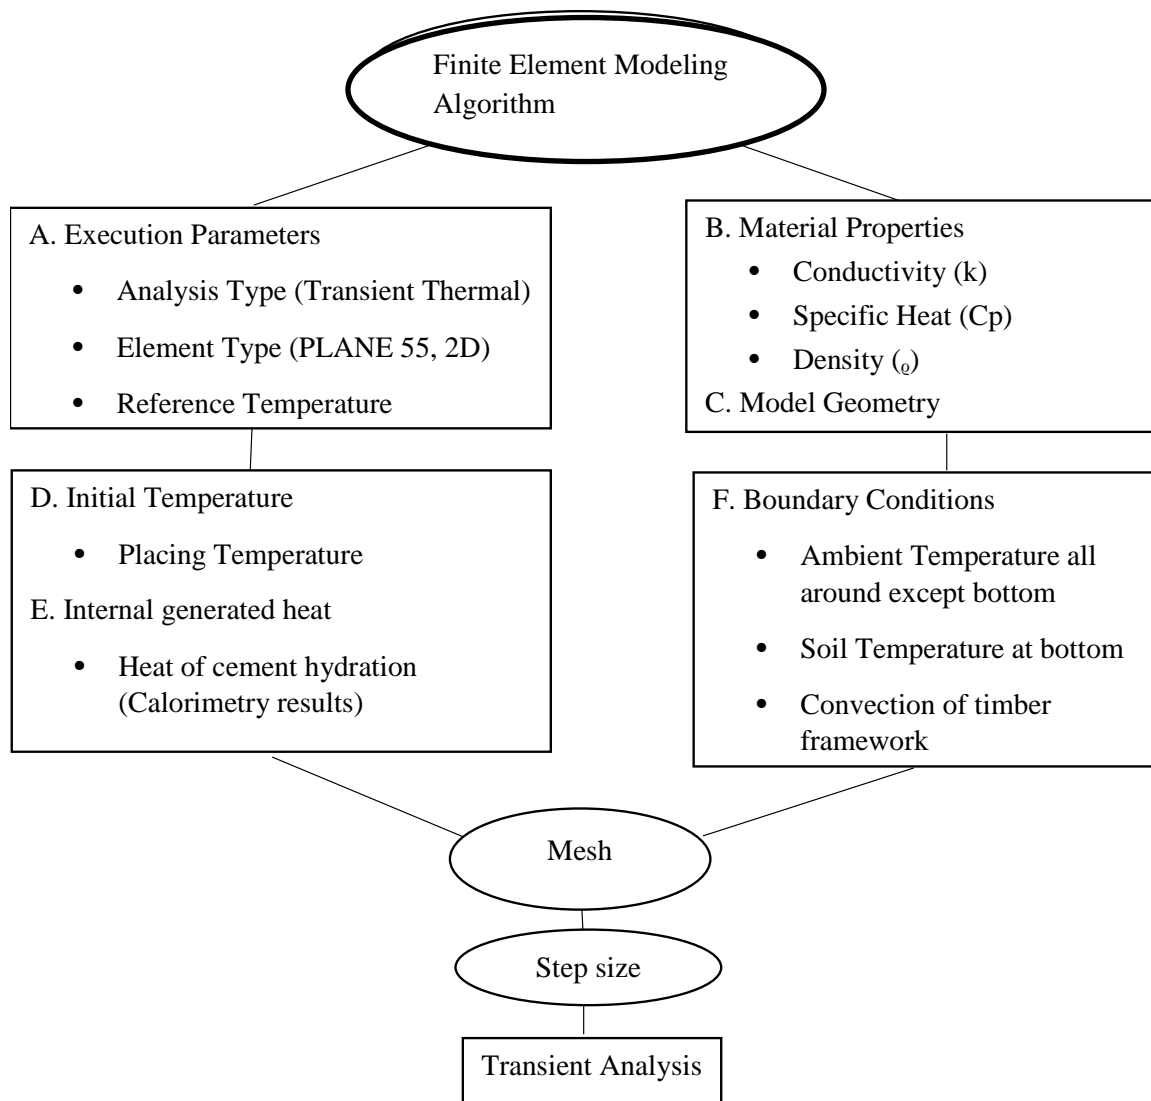 Finite Element Modeling
Algorithm
A. Execution Parameters
• Analysis Type (Transient Thermal)
• Element Type (PLANE 55, 2D)
• Reference Temperature
B. Material Properties
• Conductivity (k)
• Specific Heat (Cp)
• Density (ϱ)
C. Model Geometry
D. Initial Temperature
• Placing Temperature
E. Internal generated heat
• Heat of cement hydration
(Calorimetry results)
F. Boundary Conditions
• Ambient Temperature all
around except bottom
• Soil Temperature at bottom
• Convection of timber
framework
Mesh
Step size
Transient Analysis